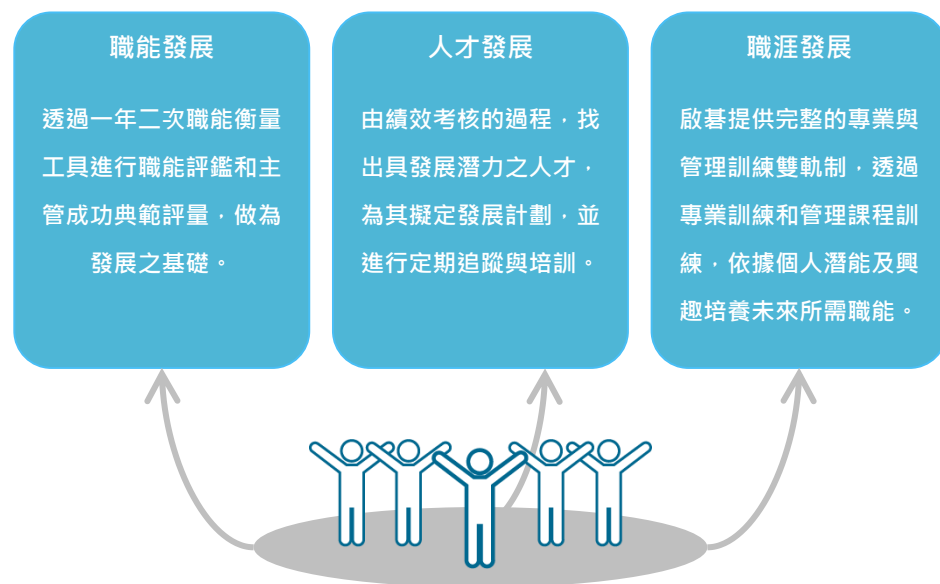 職能發展
透過一年二次職能衡量
工具進行職能評鑑和主
管成功典範評量，做為
發展之基礎。
人才發展
由績效考核的過程，找
出具發展潛力之人才，
為其擬定發展計劃，並
進行定期追蹤與培訓。
職涯發展
啟碁提供完整的專業與
管理訓練雙軌制，透過
專業訓練和管理課程訓
練，依據個人潛能及興
趣培養未來所需職能。